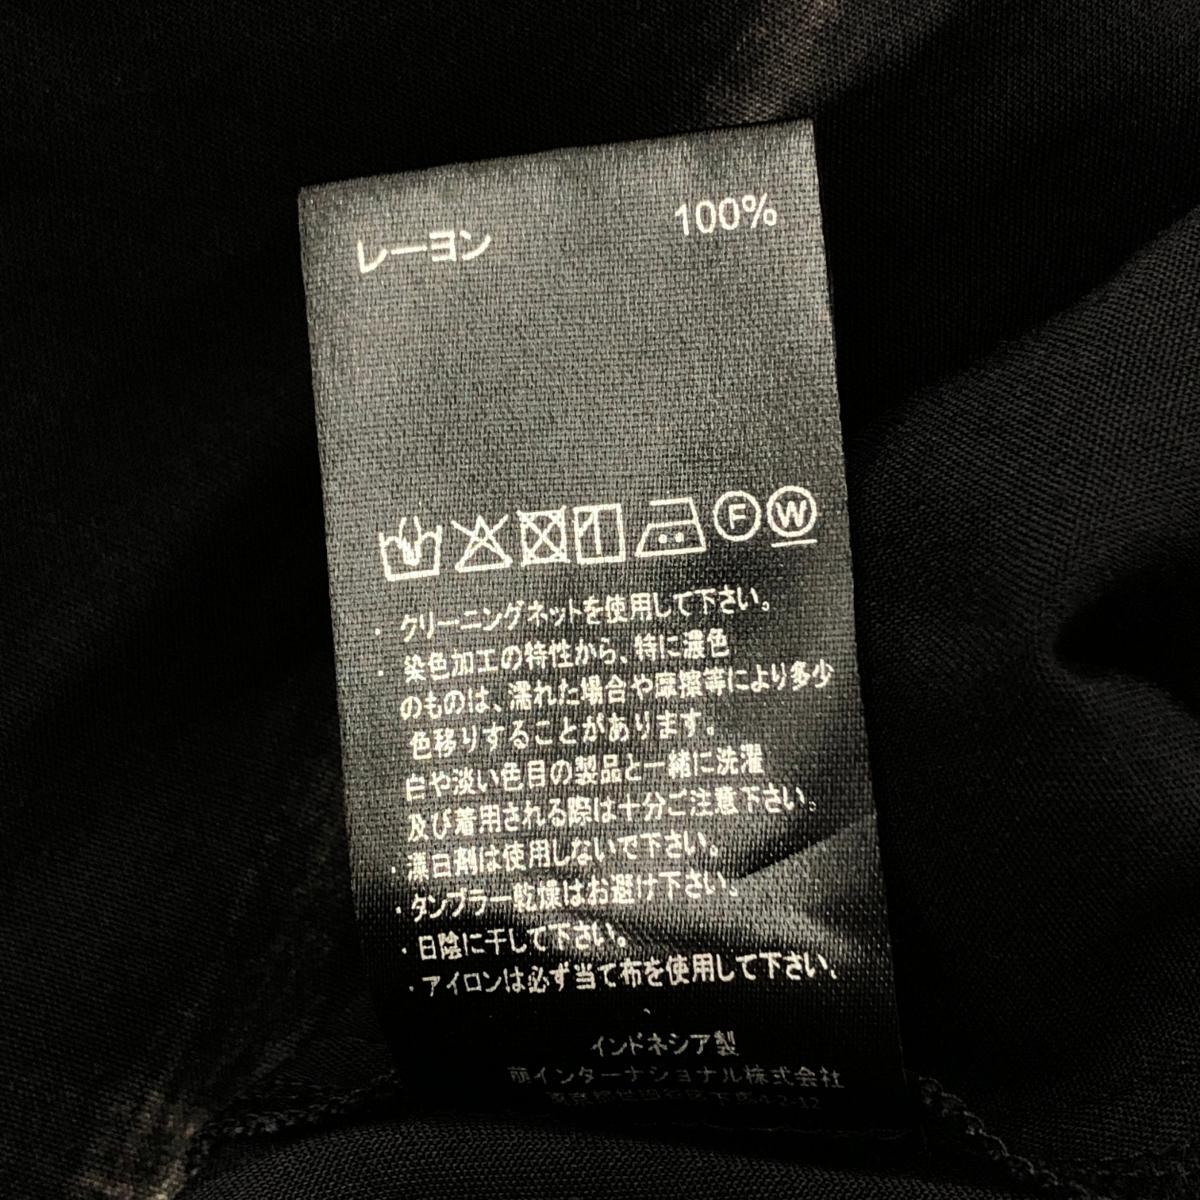 レーヨン 100%
F W
・クリーニングネットを使用して下さい。
・染色加工の特性から、特に濃色
のものは、濡れた場合や摩擦等により多少
色移りすることがあります。
白や淡い色目の製品と一緒に洗濯
及び着用される際は十分ご注意下さい。
・漂白剤は使用しないで下さい。
・タンブラー乾燥はお避け下さい。
・日陰に干して下さい。
・アイロンは必ず当て布を使用して下さい。
インドネシア製
萠インターナショナル株式会社